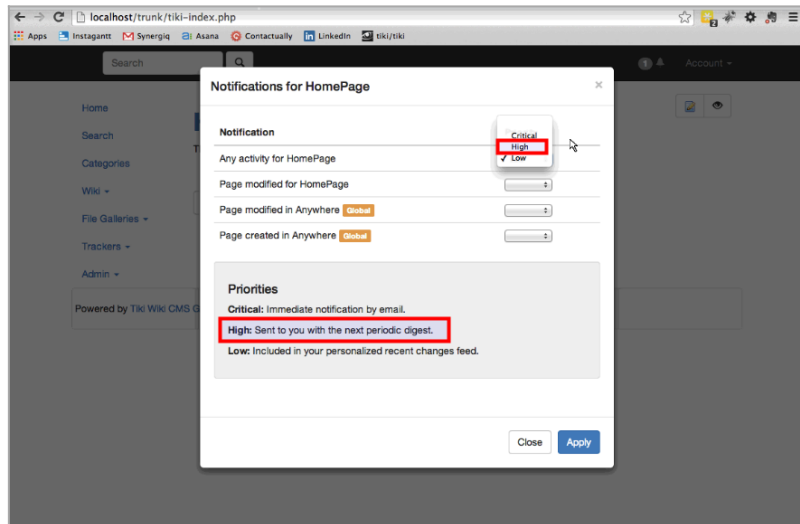 localhost/trunk/tiki-index.php
Apps Instagantt Synergiq Asana Contactually LinkedIn tiki/tiki
Search
1 Account
Notifications for HomePage ×
Home
Search
Categories
Wiki
File Galleries
Trackers
Admin
Powered by Tiki Wiki CMS G
Notification
Critical
High
✓ Low
Any activity for HomePage
Page modified for HomePage
Page modified in Anywhere Global
Page created in Anywhere Global
Priorities
Critical: Immediate notification by email.
High: Sent to you with the next periodic digest.
Low: Included in your personalized recent changes feed.
Close Apply